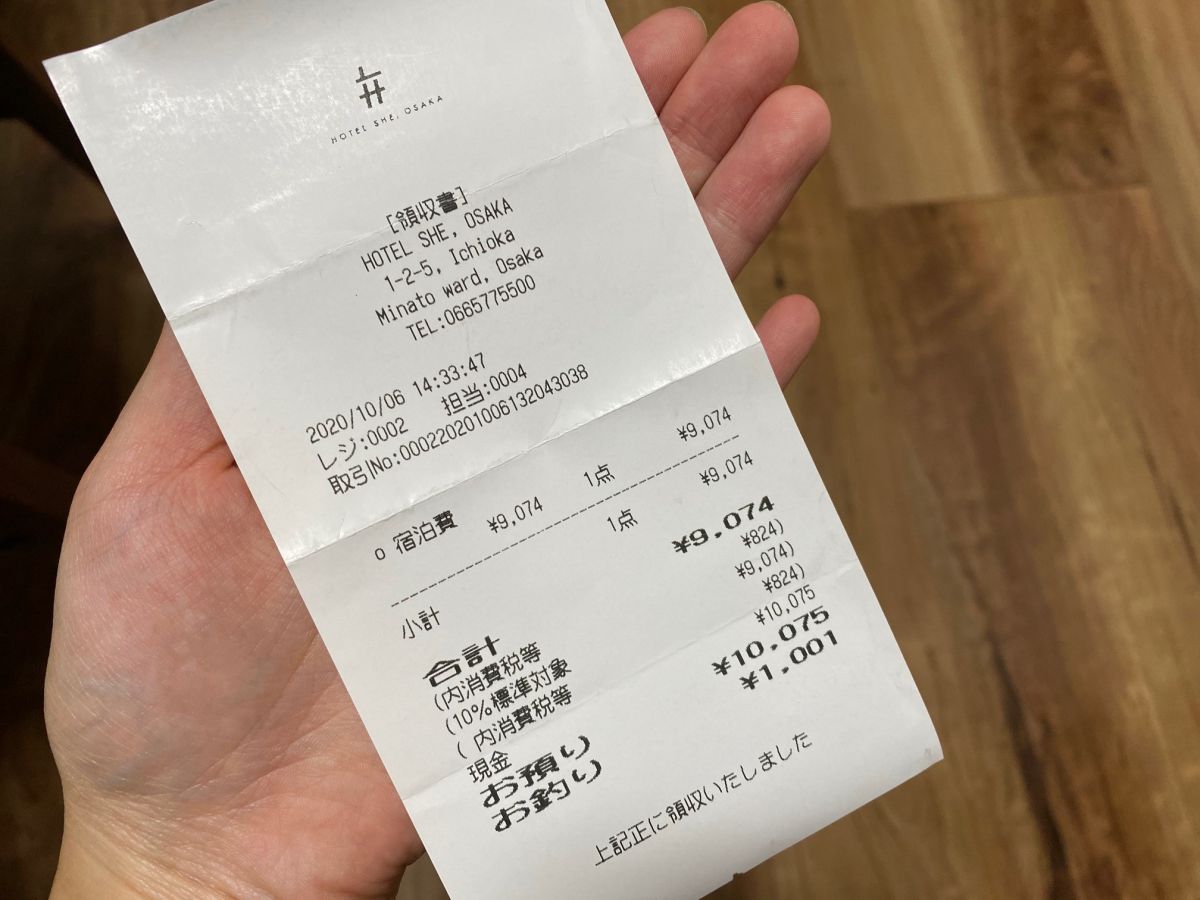 HOTEL SHE, OSAKA
[領収書]
HOTEL SHE, OSAKA
1-2-5, Ichioka
Minato ward, Osaka
TEL:0665775500
2020/10/06 14:33:47
レジ:0002 担当:0004
取引No:000220201006132043038
o 宿泊費 ¥9,074 1点 ¥9,074
小計 1点 ¥9,074
合計 ¥9,074
(内消費税等 ¥824)
(10%標準対象 ¥9,074)
( 内消費税等 ¥824)
現金 ¥10,075
お預り ¥10,075
お釣り ¥1,001
上記正に領収いたしました